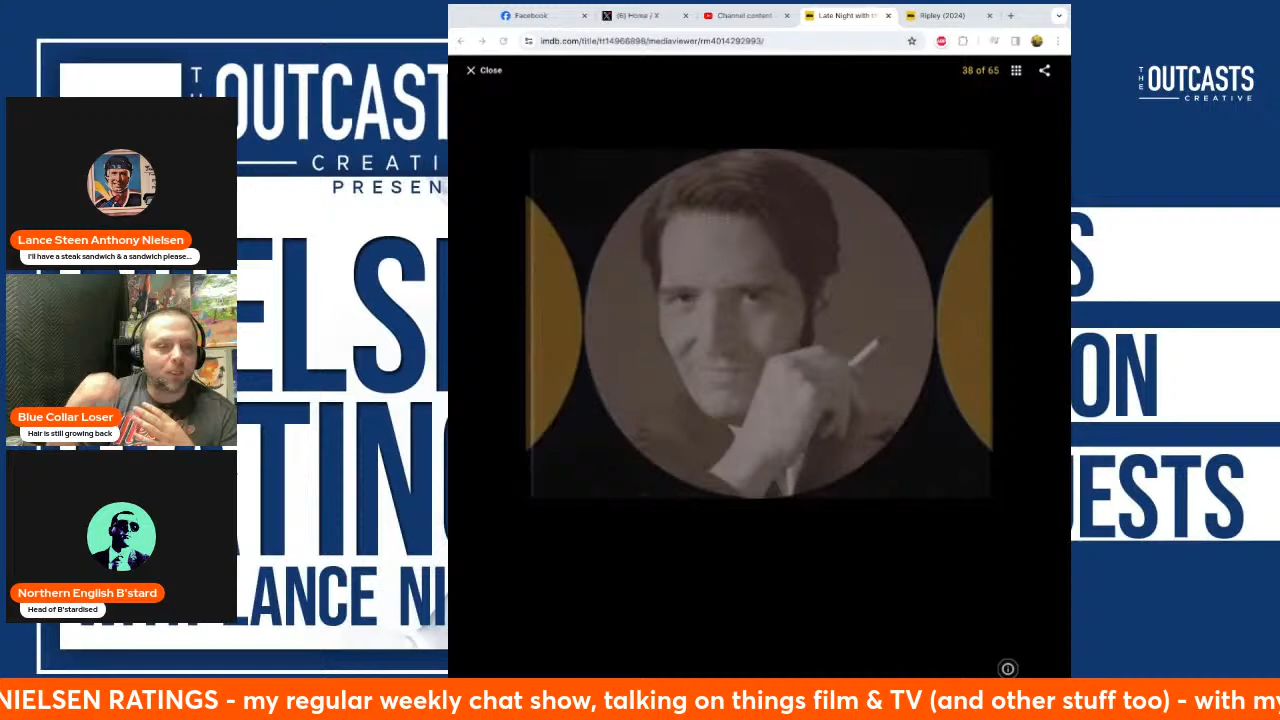 Facebook
(6) Home / X
Channel content
Late Night with th
Ripley (2024)
imdb.com/title/tt14966898/mediaviewer/rm4014292993/
Close
38 of 65
THE
OUTCASTS
CREATIVE
T
OUTCAST
CREATI
PRESEN
ELS
TIN
LANCE NI
S
ON
ESTS
Lance Steen Anthony Nielsen
I'll have a steak sandwich & a sandwich please...
Blue Collar Loser
Hair is still growing back
Northern English B'stard
Head of B'stardised
NIELSEN RATINGS - my regular weekly chat show, talking on things film & TV (and other stuff too) - with my